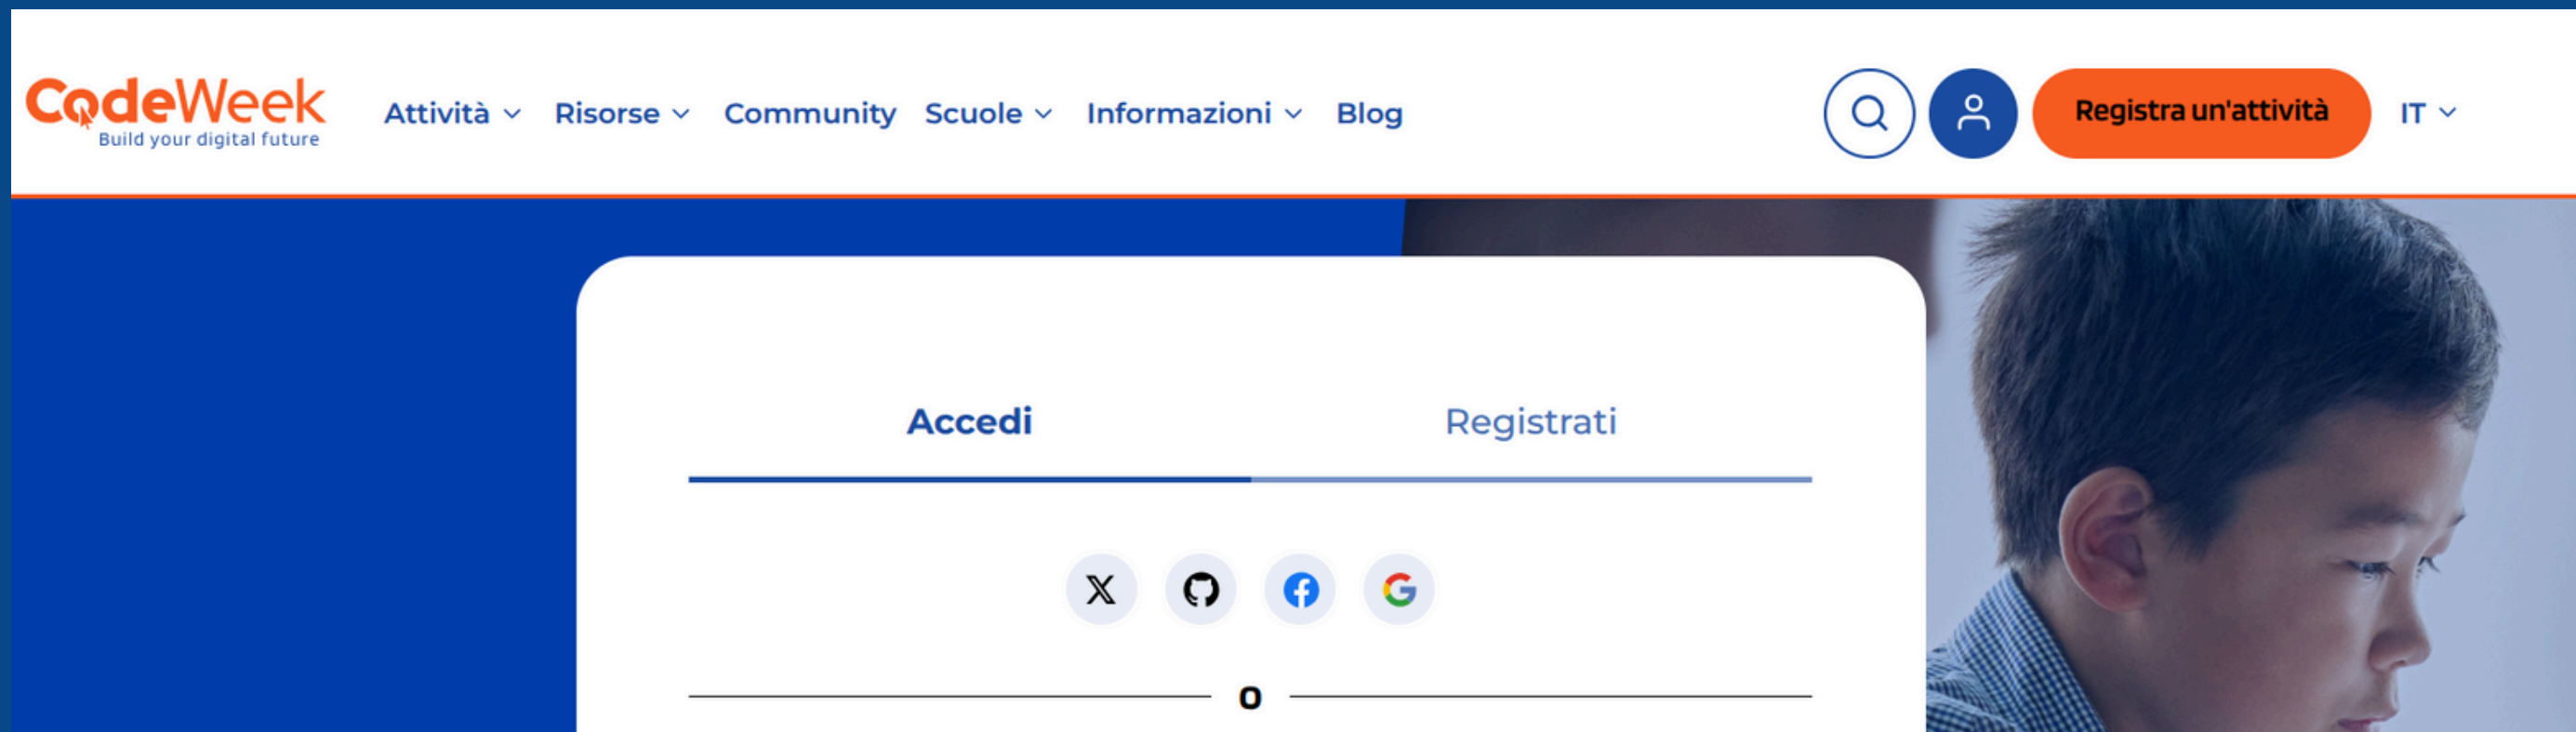 CodeWeek
Build your digital future
Attività Risorse Community Scuole Informazioni Blog
Registra un'attività IT
Accedi Registrati
O